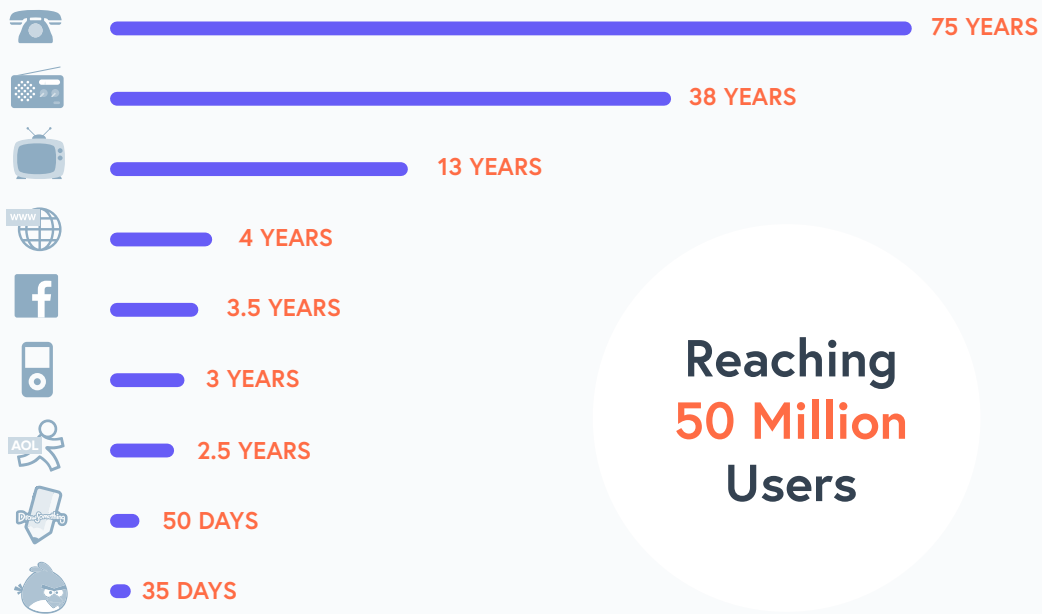 75 YEARS
38 YEARS
13 YEARS
WWW
4 YEARS
3.5 YEARS
3 YEARS
AOL
2.5 YEARS
DrawSomething
50 DAYS
35 DAYS
Reaching
50 Million
Users